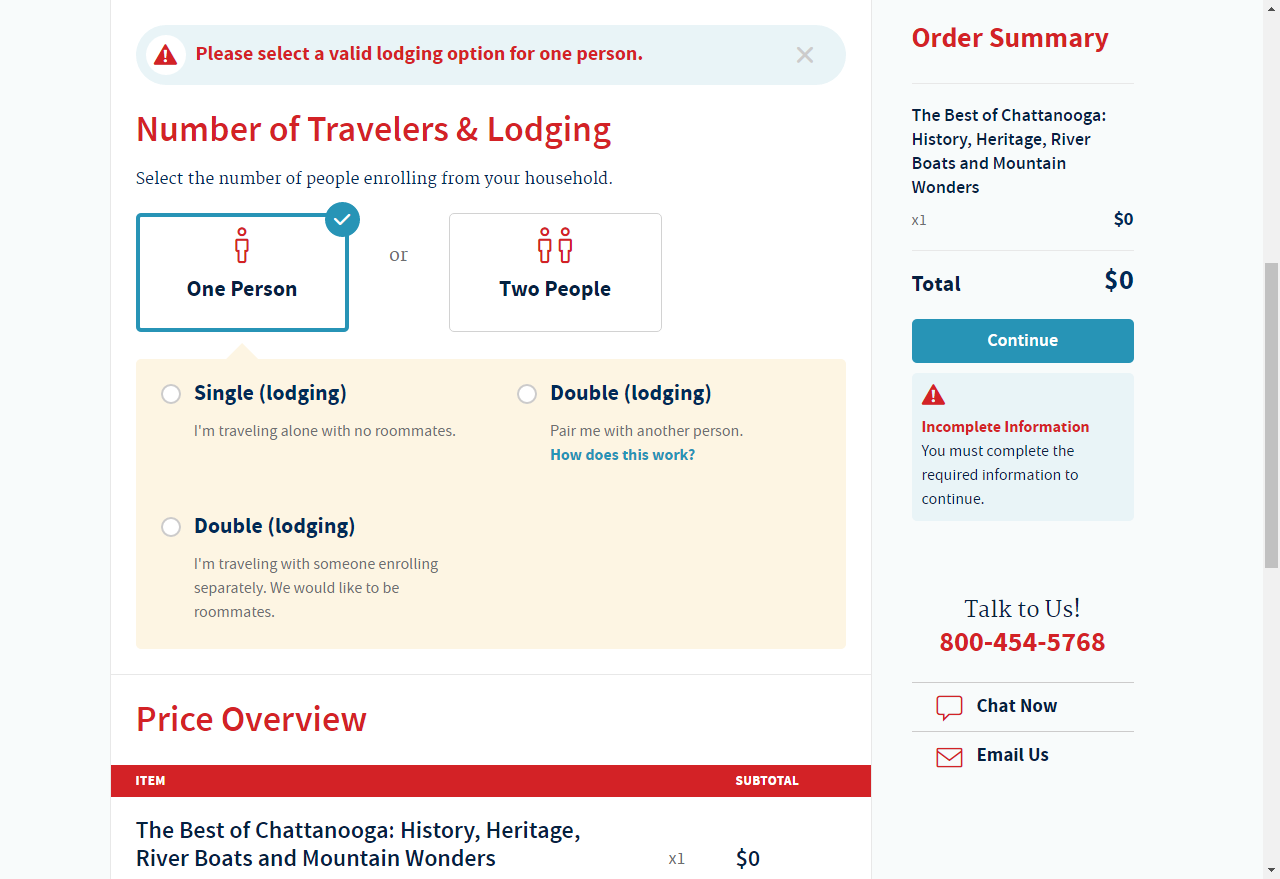 Please select a valid lodging option for one person.
Number of Travelers & Lodging
Select the number of people enrolling from your household.
One Person
or
Two People
Single (lodging)
I'm traveling alone with no roommates.
Double (lodging)
Pair me with another person.
How does this work?
Double (lodging)
I'm traveling with someone enrolling
separately. We would like to be
roommates.
Price Overview
ITEM SUBTOTAL
The Best of Chattanooga: History, Heritage,
River Boats and Mountain Wonders x1 $0
Order Summary
The Best of Chattanooga:
History, Heritage, River
Boats and Mountain
Wonders
x1 $0
Total $0
Continue
Incomplete Information
You must complete the
required information to
continue.
Talk to Us!
800-454-5768
Chat Now
Email Us